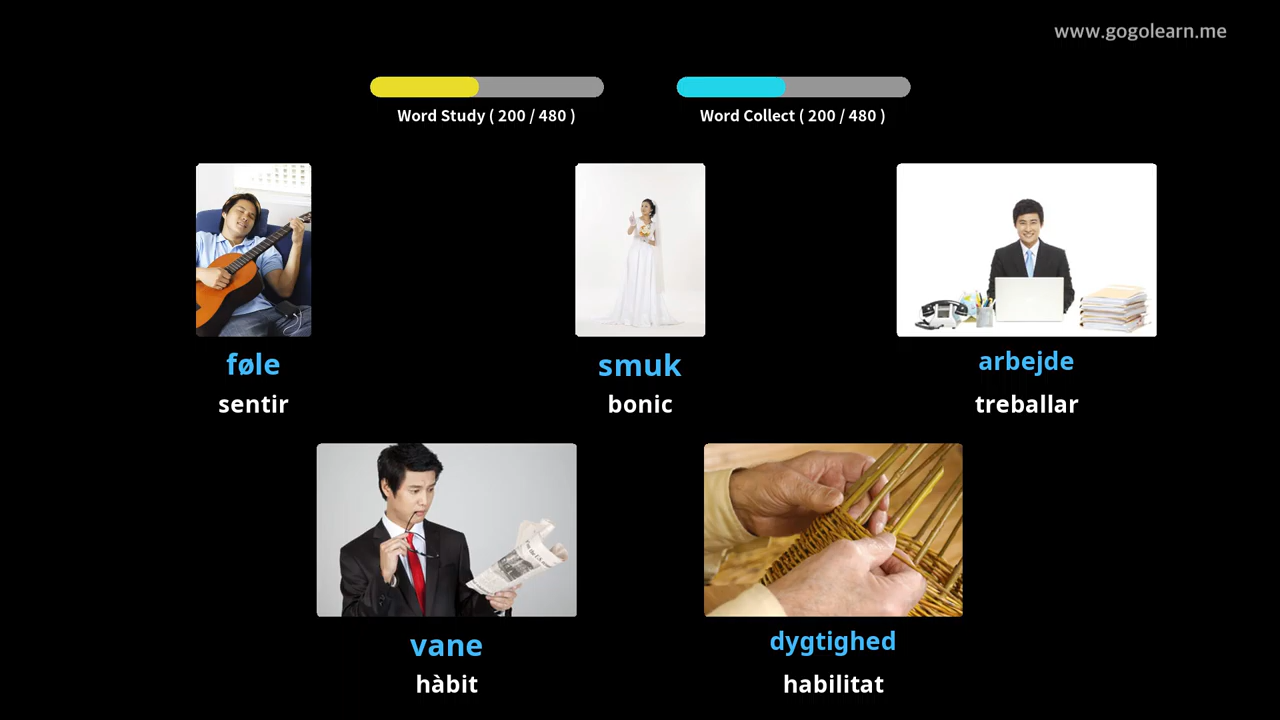 www.gogolearn.me
Word Study ( 200 / 480 )
Word Collect ( 200 / 480 )
føle
sentir
smuk
bonic
arbejde
treballar
vane
hàbit
dygtighed
habilitat